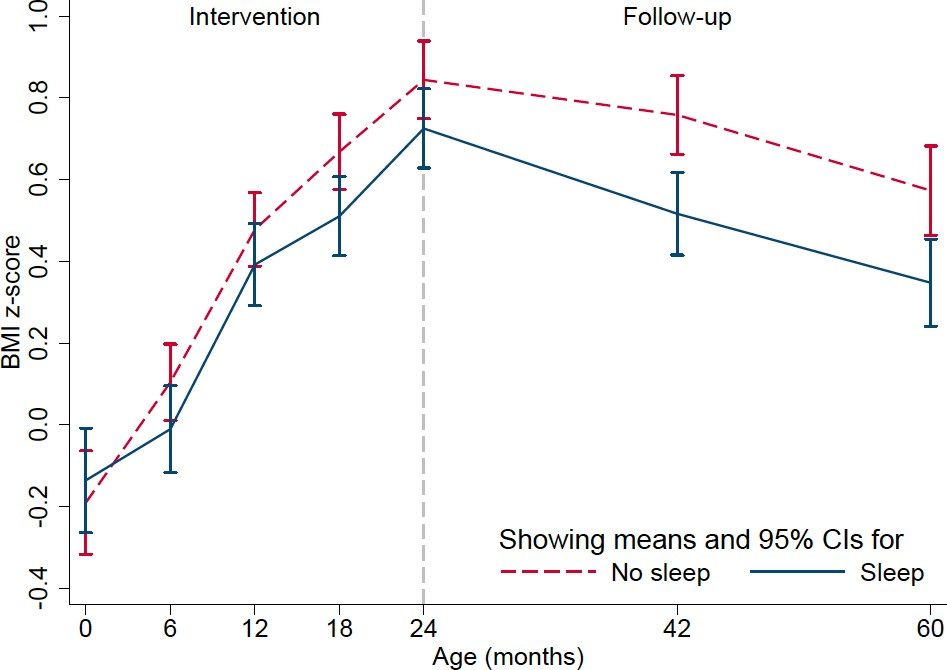 Intervention Follow-up
1.0
0.8
0.6
0.4
0.2
0.0
-0.2
-0.4
BMI z-score
Showing means and 95% CIs for
No sleep Sleep
0 6 12 18 24 42 60
Age (months)